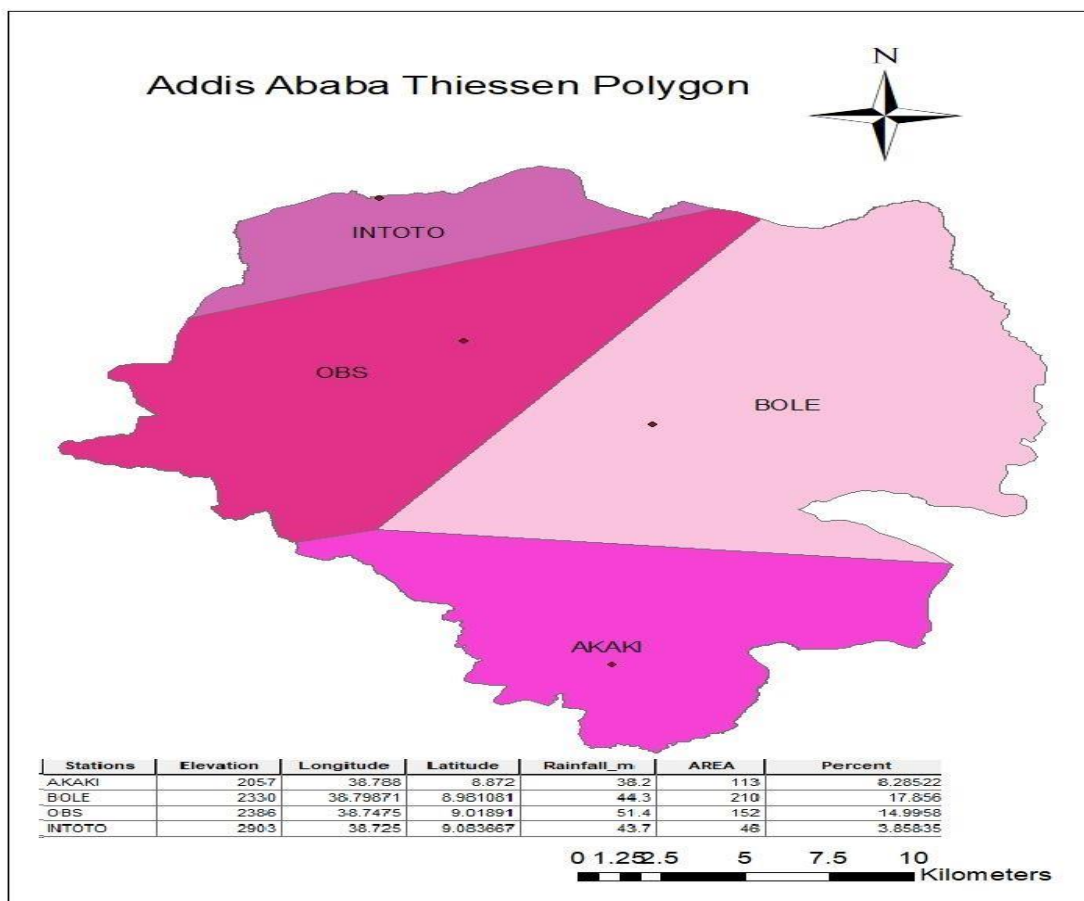 N
Addis Ababa Thiessen Polygon
INTOTO
OBS
BOLE
AKAKI
Stations Elevation Longitude Latitude Rainfall_m AREA Percent
AKAKI 2057 38.788 8.872 38.2 113 8.28522
BOLE 2330 38.79871 8.981081 44.3 210 17.856
OBS 2386 38.7475 9.01891 51.4 152 14.9958
INTOTO 2903 38.725 9.083667 43.7 46 3.85835
0 1.25 2.5 5 7.5 10
Kilometers